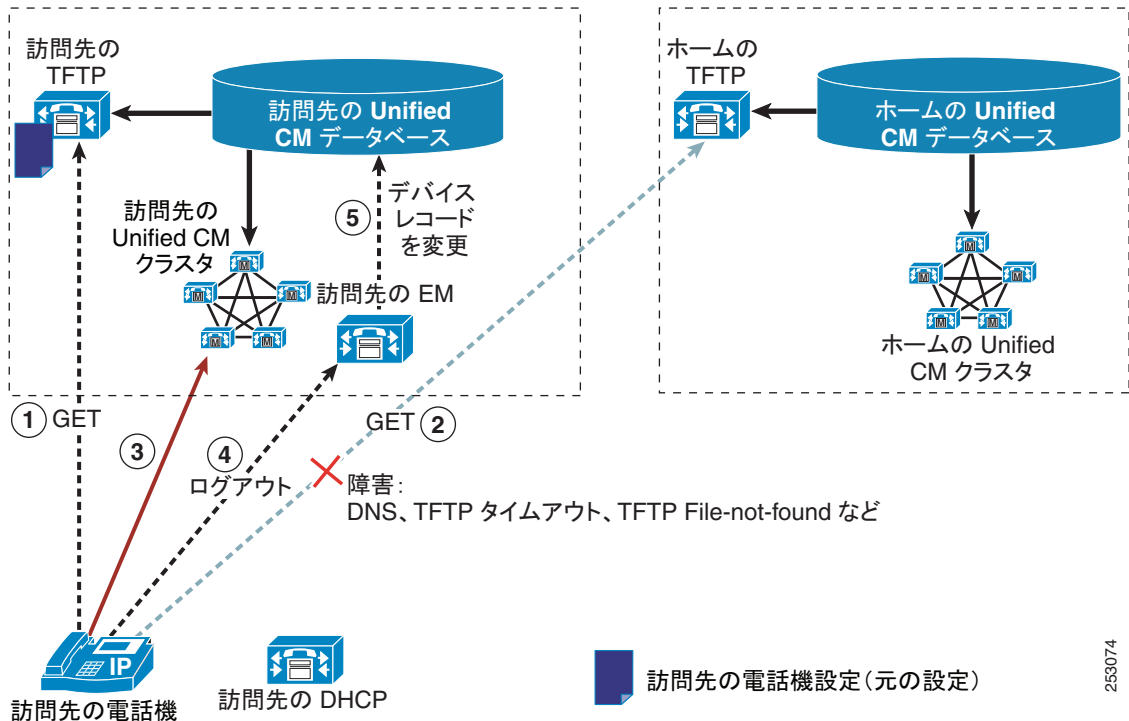 訪問先の
TFTP
訪問先の Unified
CM データベース
訪問先の
Unified CM
クラスタ
5
デバイス
レコード
を変更
M
M
M
M
M
訪問先の EM
ホームの
TFTP
ホームの Unified
CM データベース
M
M
M
M
M
ホームの Unified
CM クラスタ
1 GET
3
4
ログアウト
GET 2
障害:
DNS、TFTP タイムアウト、TFTP File-not-found など
IP
訪問先の電話機
訪問先の DHCP
訪問先の電話機設定(元の設定)
253074